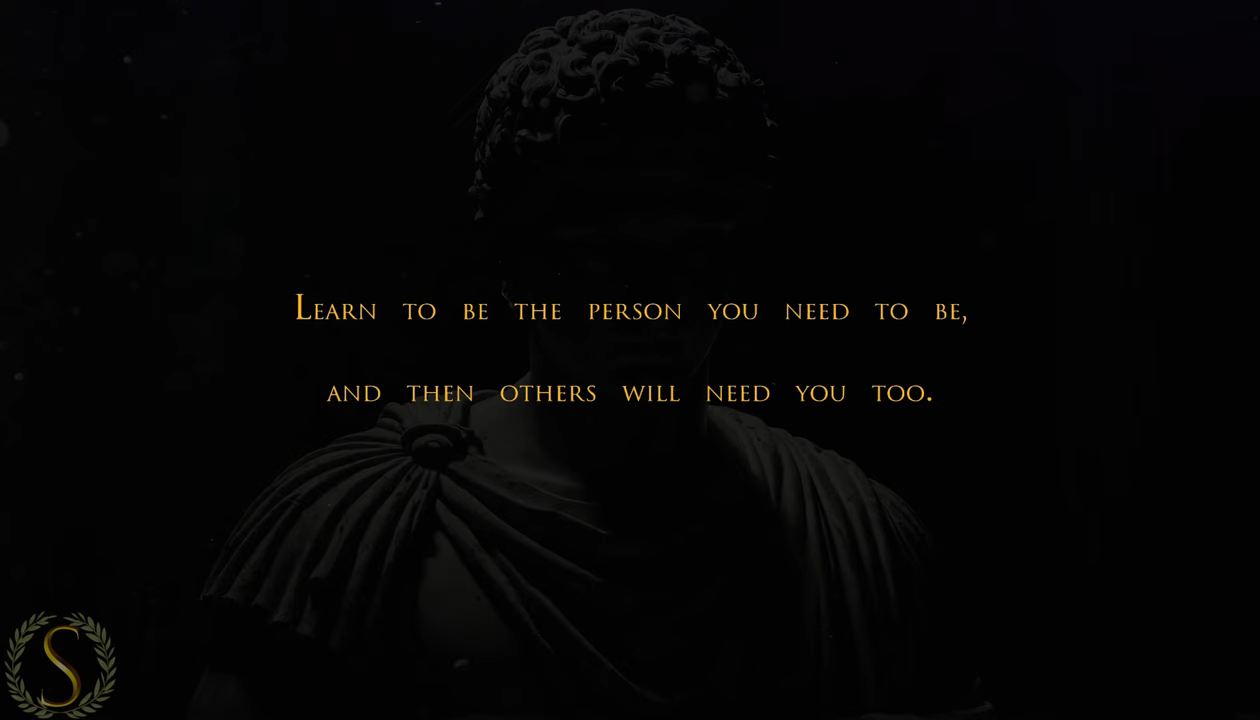 Learn to be the person you need to be,
and then others will need you too.
S